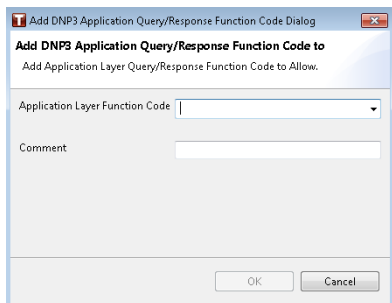 T Add DNP3 Application Query/Response Function Code Dialog
Add DNP3 Application Query/Response Function Code to
Add Application Layer Query/Response Function Code to Allow.
Application Layer Function Code
Comment
OK Cancel